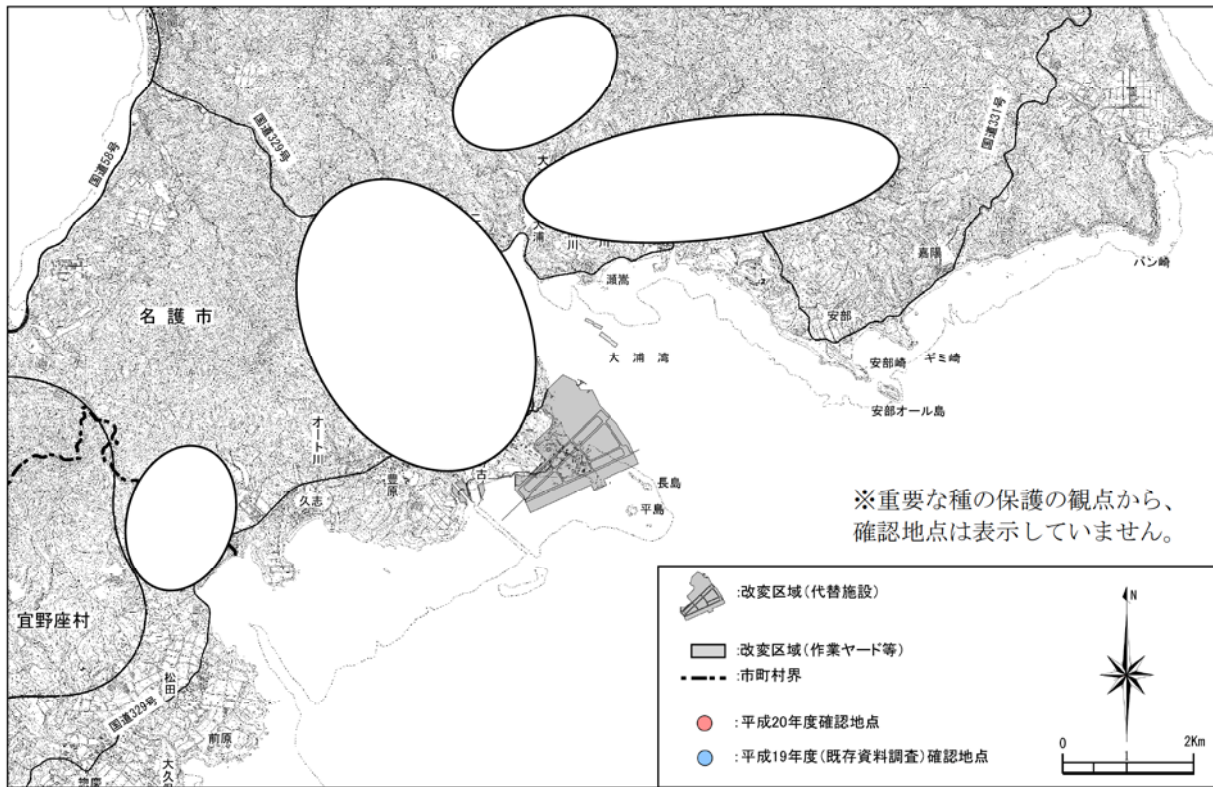 国道58号
国道329号
国道331号
大
大浦
川
川
瀬嵩
嘉陽
バン崎
名護市
安部
大浦湾
安部崎
ギミ崎
安部オール島
オート川
豊原
古
久志
長島
平島
※重要な種の保護の観点から、
確認地点は表示していません。
宜野座村
松田
国道329号
前原
惣慶
:改変区域(代替施設)
:改変区域(作業ヤード等)
:市町村界
:平成20年度確認地点
:平成19年度(既存資料調査)確認地点
N
0
2Km